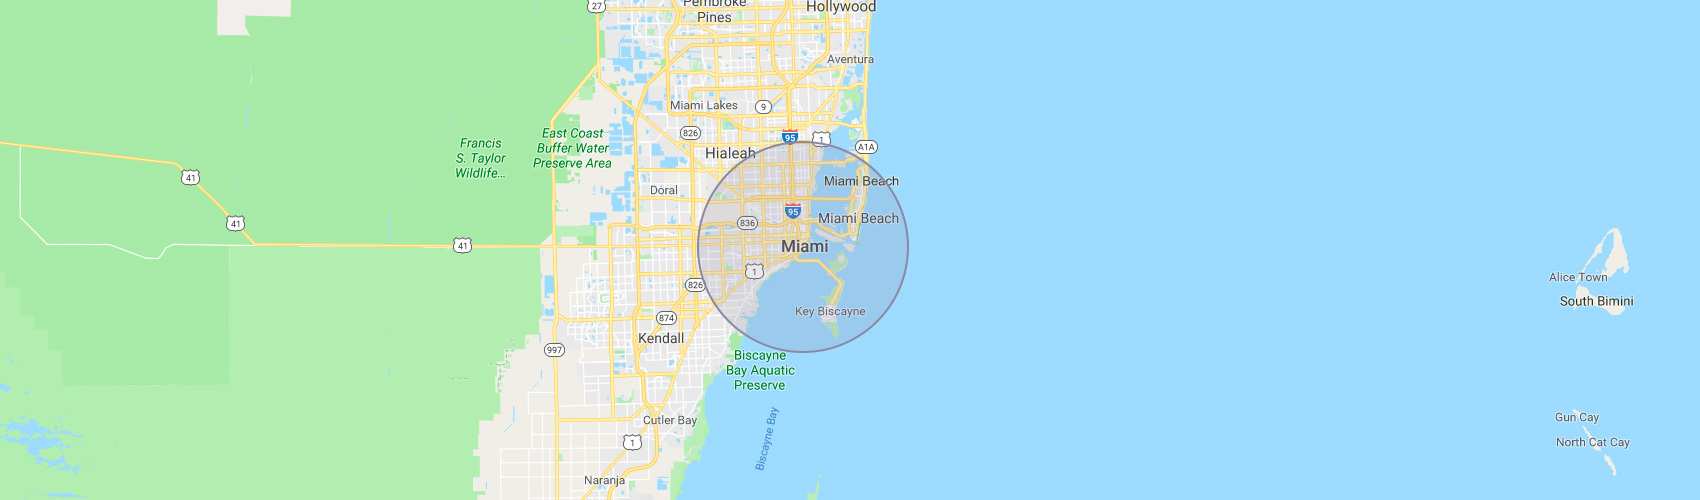 27
Pembroke
Pines
Hollywood
Aventura
Miami Lakes
9
826
95
1
A1A
East Coast
Buffer Water
Preserve Area
Francis
S. Taylor
Wildlife...
Hialeah
41
Doral
Miami Beach
95
Miami Beach
836
41
41
Miami
1
826
Key Biscayne
Alice Town
South Bimini
874
Kendall
997
Biscayne
Bay Aquatic
Preserve
Cutler Bay
1
Biscayne Bay
Naranja
Gun Cay
North Cat Cay